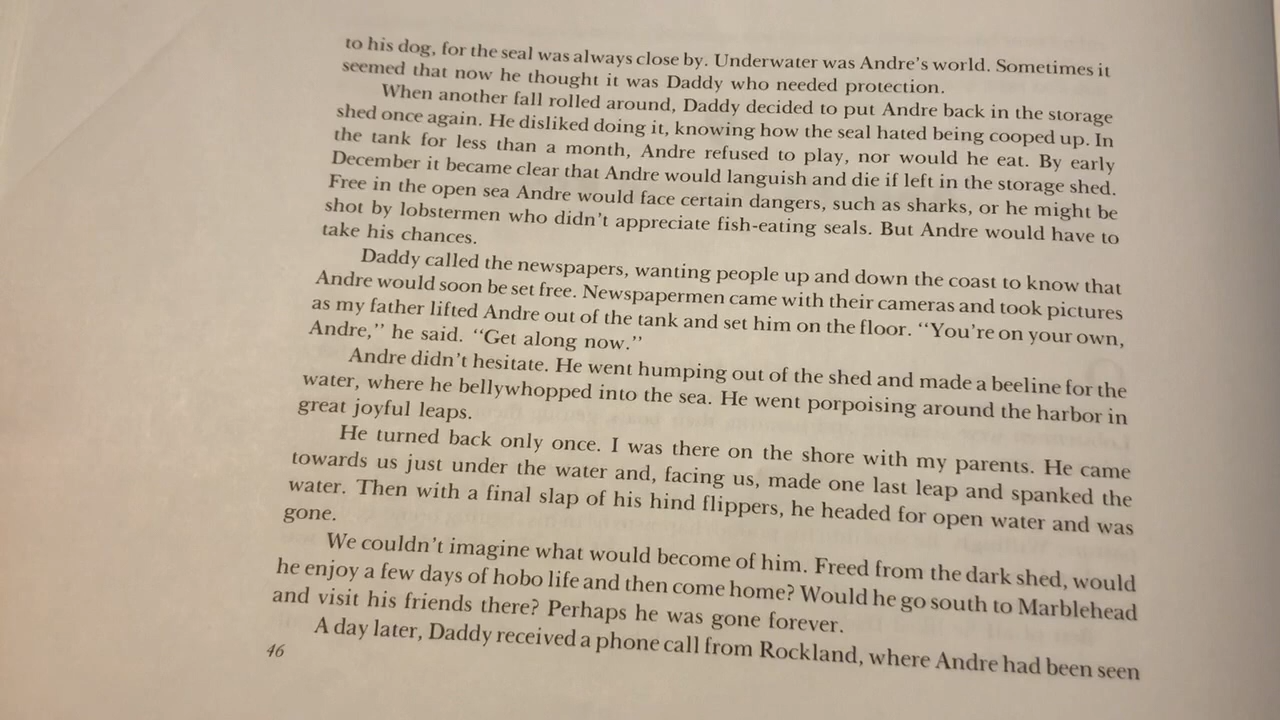 to his dog, for the seal was always close by. Underwater was Andre's world. Sometimes it
seemed that now he thought it was Daddy who needed protection.
When another fall rolled around, Daddy decided to put Andre back in the storage
shed once again. He disliked doing it, knowing how the seal hated being cooped up. In
the tank for less than a month, Andre refused to play, nor would he eat. By early
December it became clear that Andre would languish and die if left in the storage shed.
Free in the open sea Andre would face certain dangers, such as sharks, or he might be
shot by lobstermen who didn't appreciate fish-eating seals. But Andre would have to
take his chances.
Daddy called the newspapers, wanting people up and down the coast to know that
Andre would soon be set free. Newspapermen came with their cameras and took pictures
as my father lifted Andre out of the tank and set him on the floor. "You're on your own,
Andre," he said. "Get along now."
Andre didn't hesitate. He went humping out of the shed and made a beeline for the
water, where he bellywhopped into the sea. He went porpoising around the harbor in
great joyful leaps.
He turned back only once. I was there on the shore with my parents. He came
towards us just under the water and, facing us, made one last leap and spanked the
water. Then with a final slap of his hind flippers, he headed for open water and was
gone.
We couldn't imagine what would become of him. Freed from the dark shed, would
he enjoy a few days of hobo life and then come home? Would he go south to Marblehead
and visit his friends there? Perhaps he was gone forever.
A day later, Daddy received a phone call from Rockland, where Andre had been seen
46